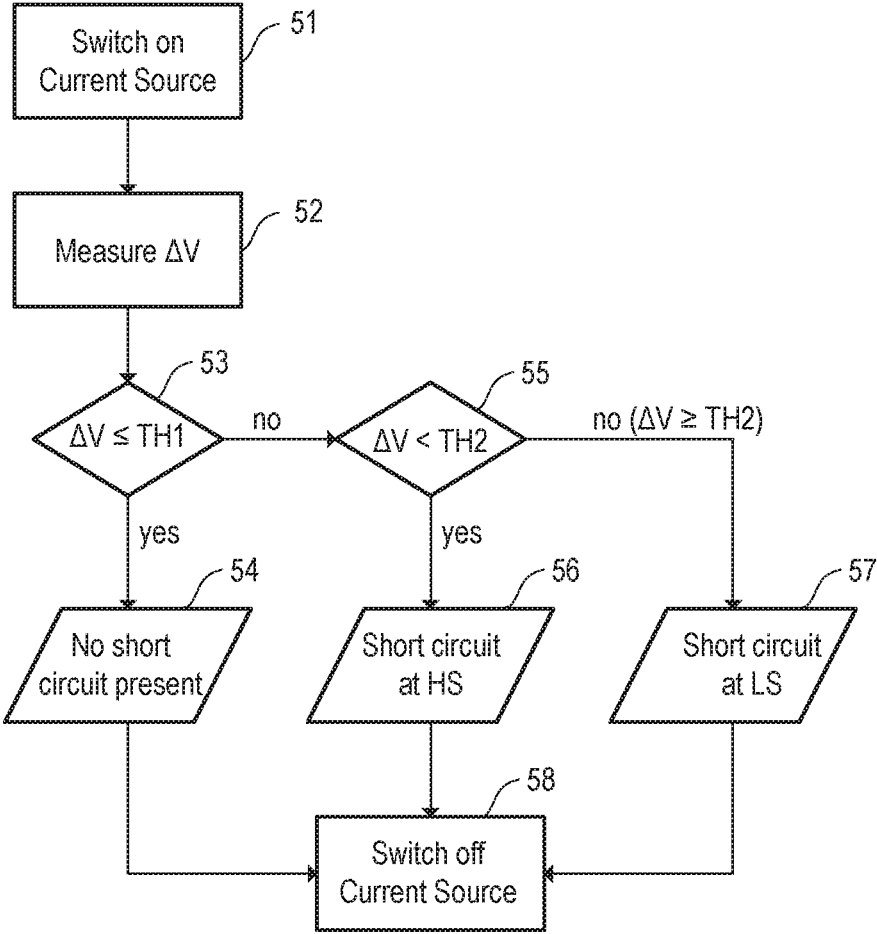 Switch on
Current Source
51
Measure ΔV
52
ΔV ≤ TH1
53
no
ΔV < TH2
55
no (ΔV ≥ TH2)
yes
yes
No short
circuit present
54
Short circuit
at HS
56
Short circuit
at LS
57
Switch off
Current Source
58